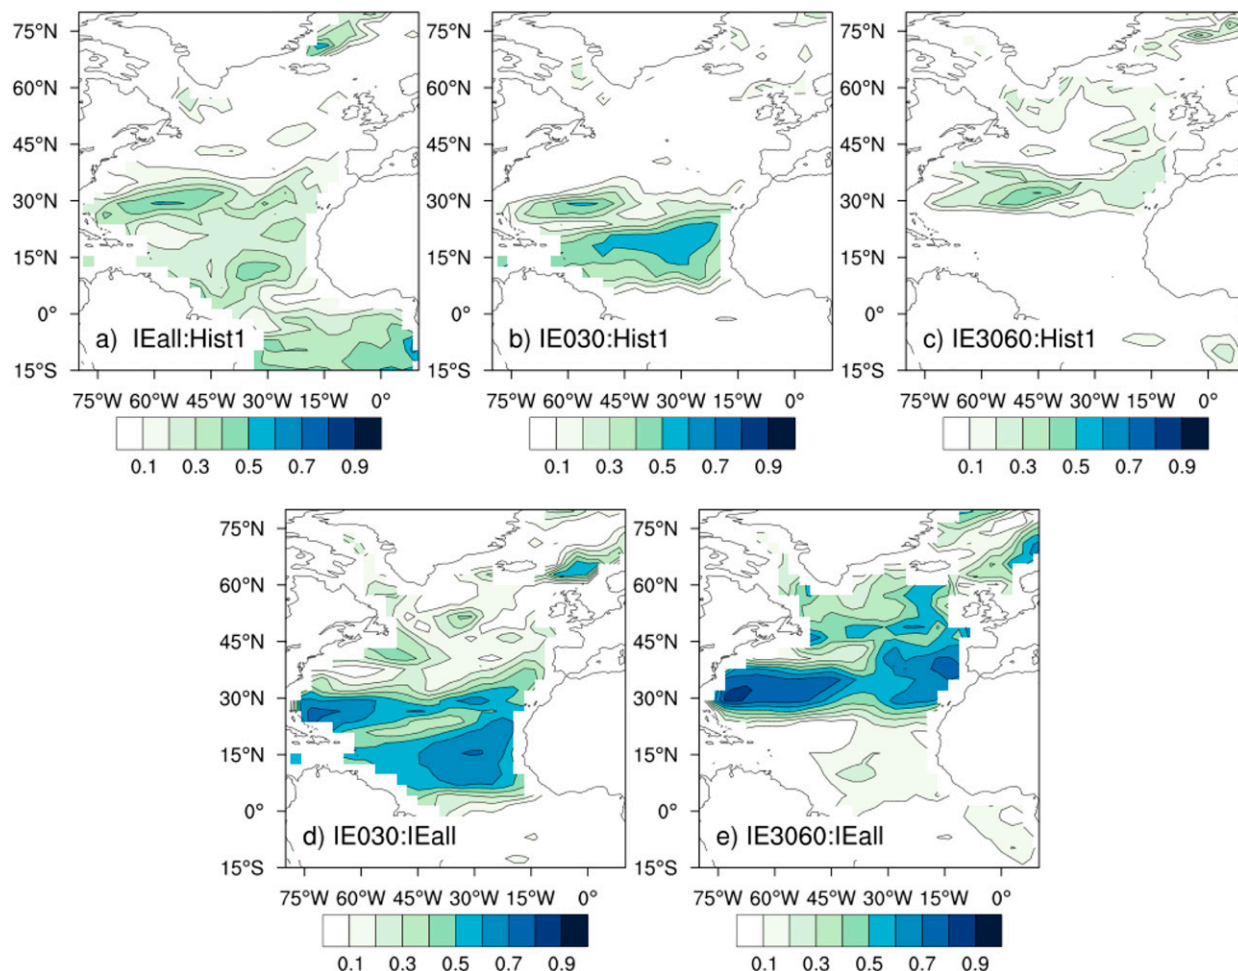 75°N
60°N
45°N
30°N
15°N
0°
15°S
a) IEall:Hist1
75°W 60°W 45°W 30°W 15°W 0°
0.1 0.3 0.5 0.7 0.9
75°N
60°N
45°N
30°N
15°N
0°
15°S
b) IE030:Hist1
75°W 60°W 45°W 30°W 15°W 0°
0.1 0.3 0.5 0.7 0.9
75°N
60°N
45°N
30°N
15°N
0°
15°S
c) IE3060:Hist1
75°W 60°W 45°W 30°W 15°W 0°
0.1 0.3 0.5 0.7 0.9
75°N
60°N
45°N
30°N
15°N
0°
15°S
d) IE030:IEall
75°W 60°W 45°W 30°W 15°W 0°
0.1 0.3 0.5 0.7 0.9
75°N
60°N
45°N
30°N
15°N
0°
15°S
e) IE3060:IEall
75°W 60°W 45°W 30°W 15°W 0°
0.1 0.3 0.5 0.7 0.9